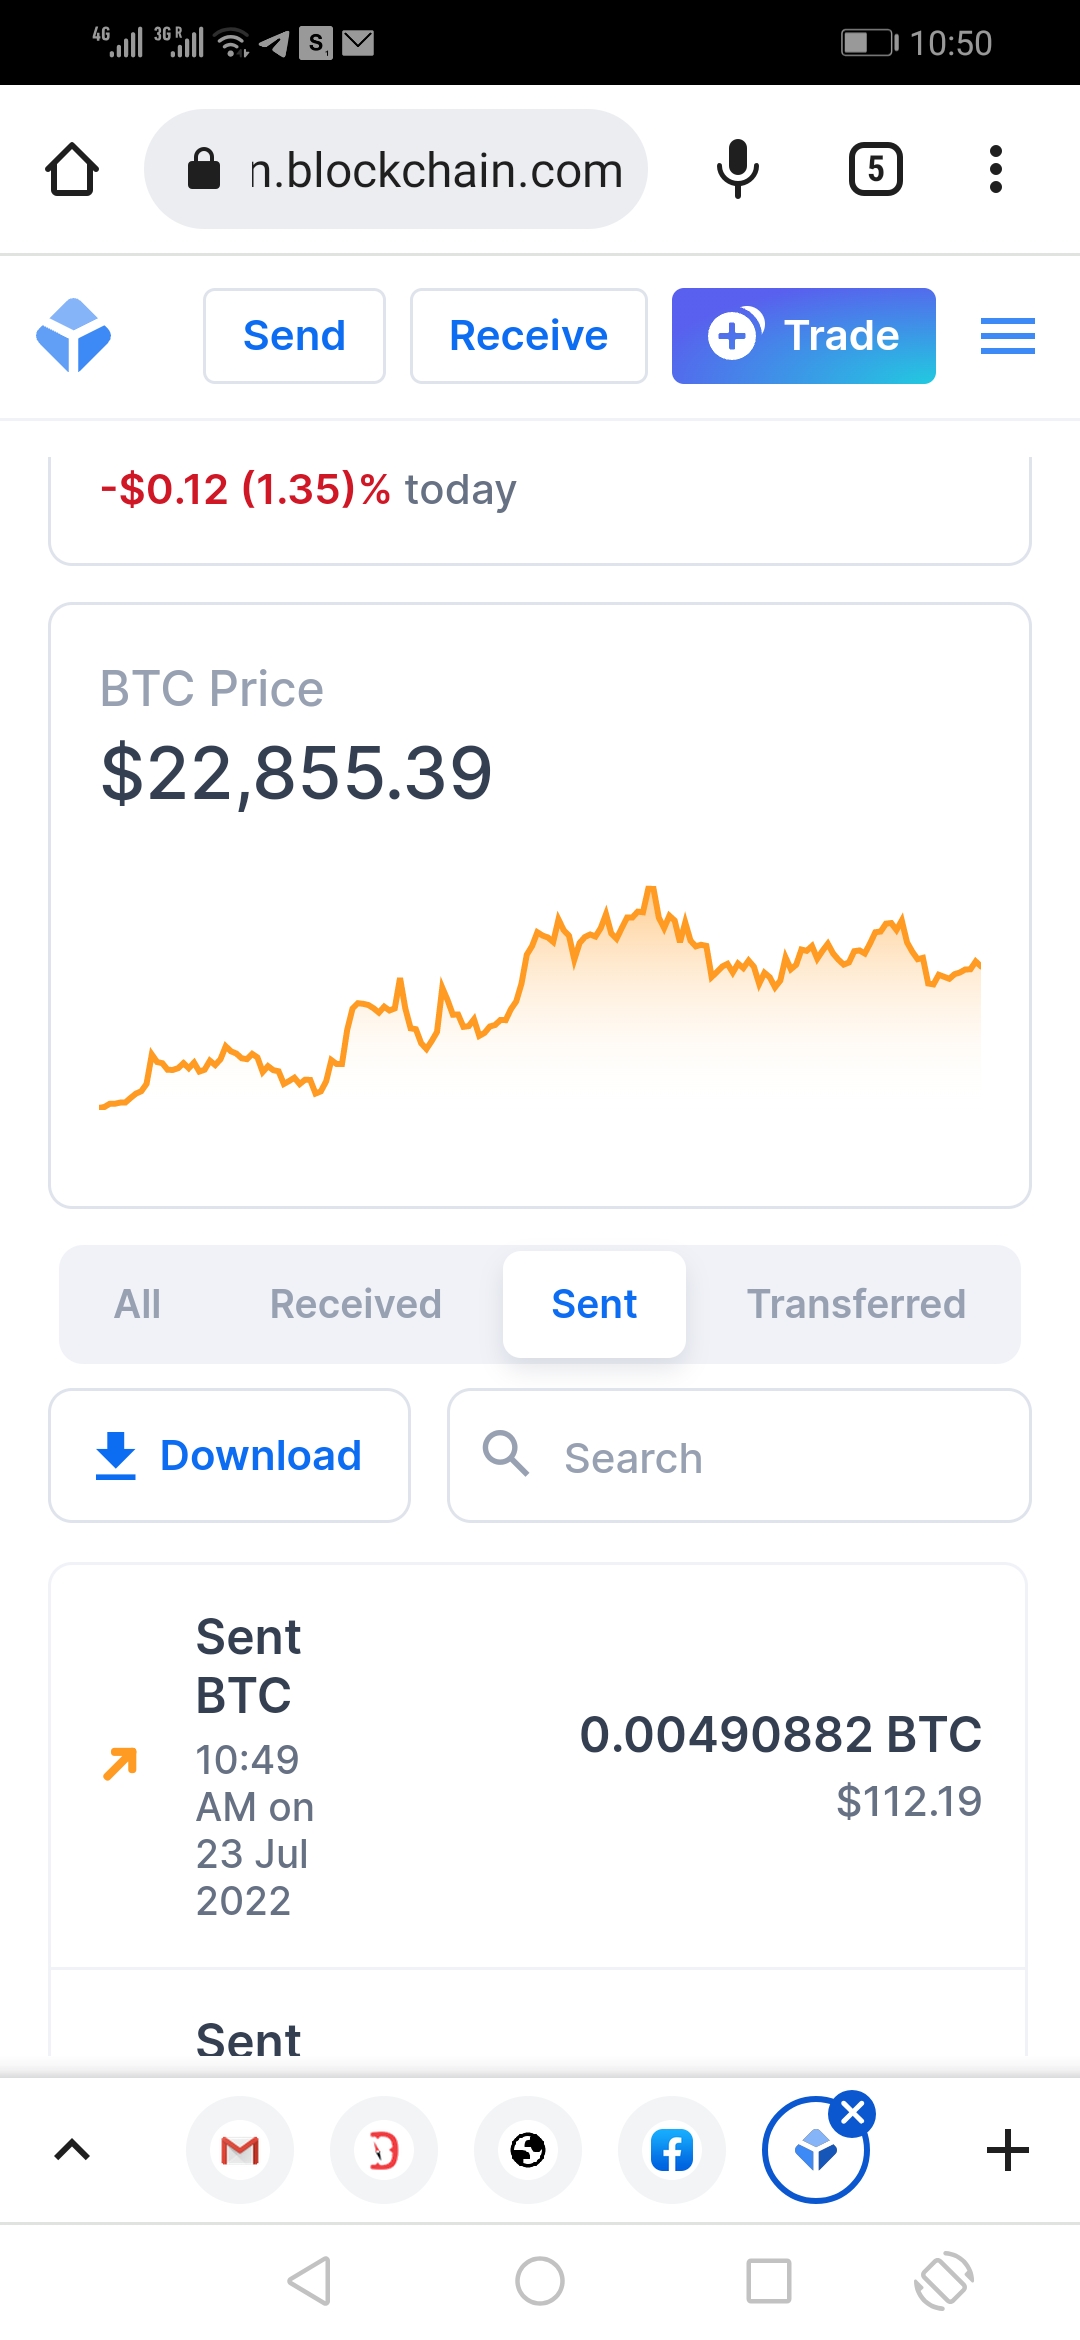 4G 3G R S 1 10:50
n.blockchain.com 5
Send Receive Trade
-$0.12 (1.35)% today
BTC Price
$22,855.39
All Received Sent Transferred
Download Search
Sent
BTC
10:49
AM on
23 Jul
2022
0.00490882 BTC
$112.19
Sent